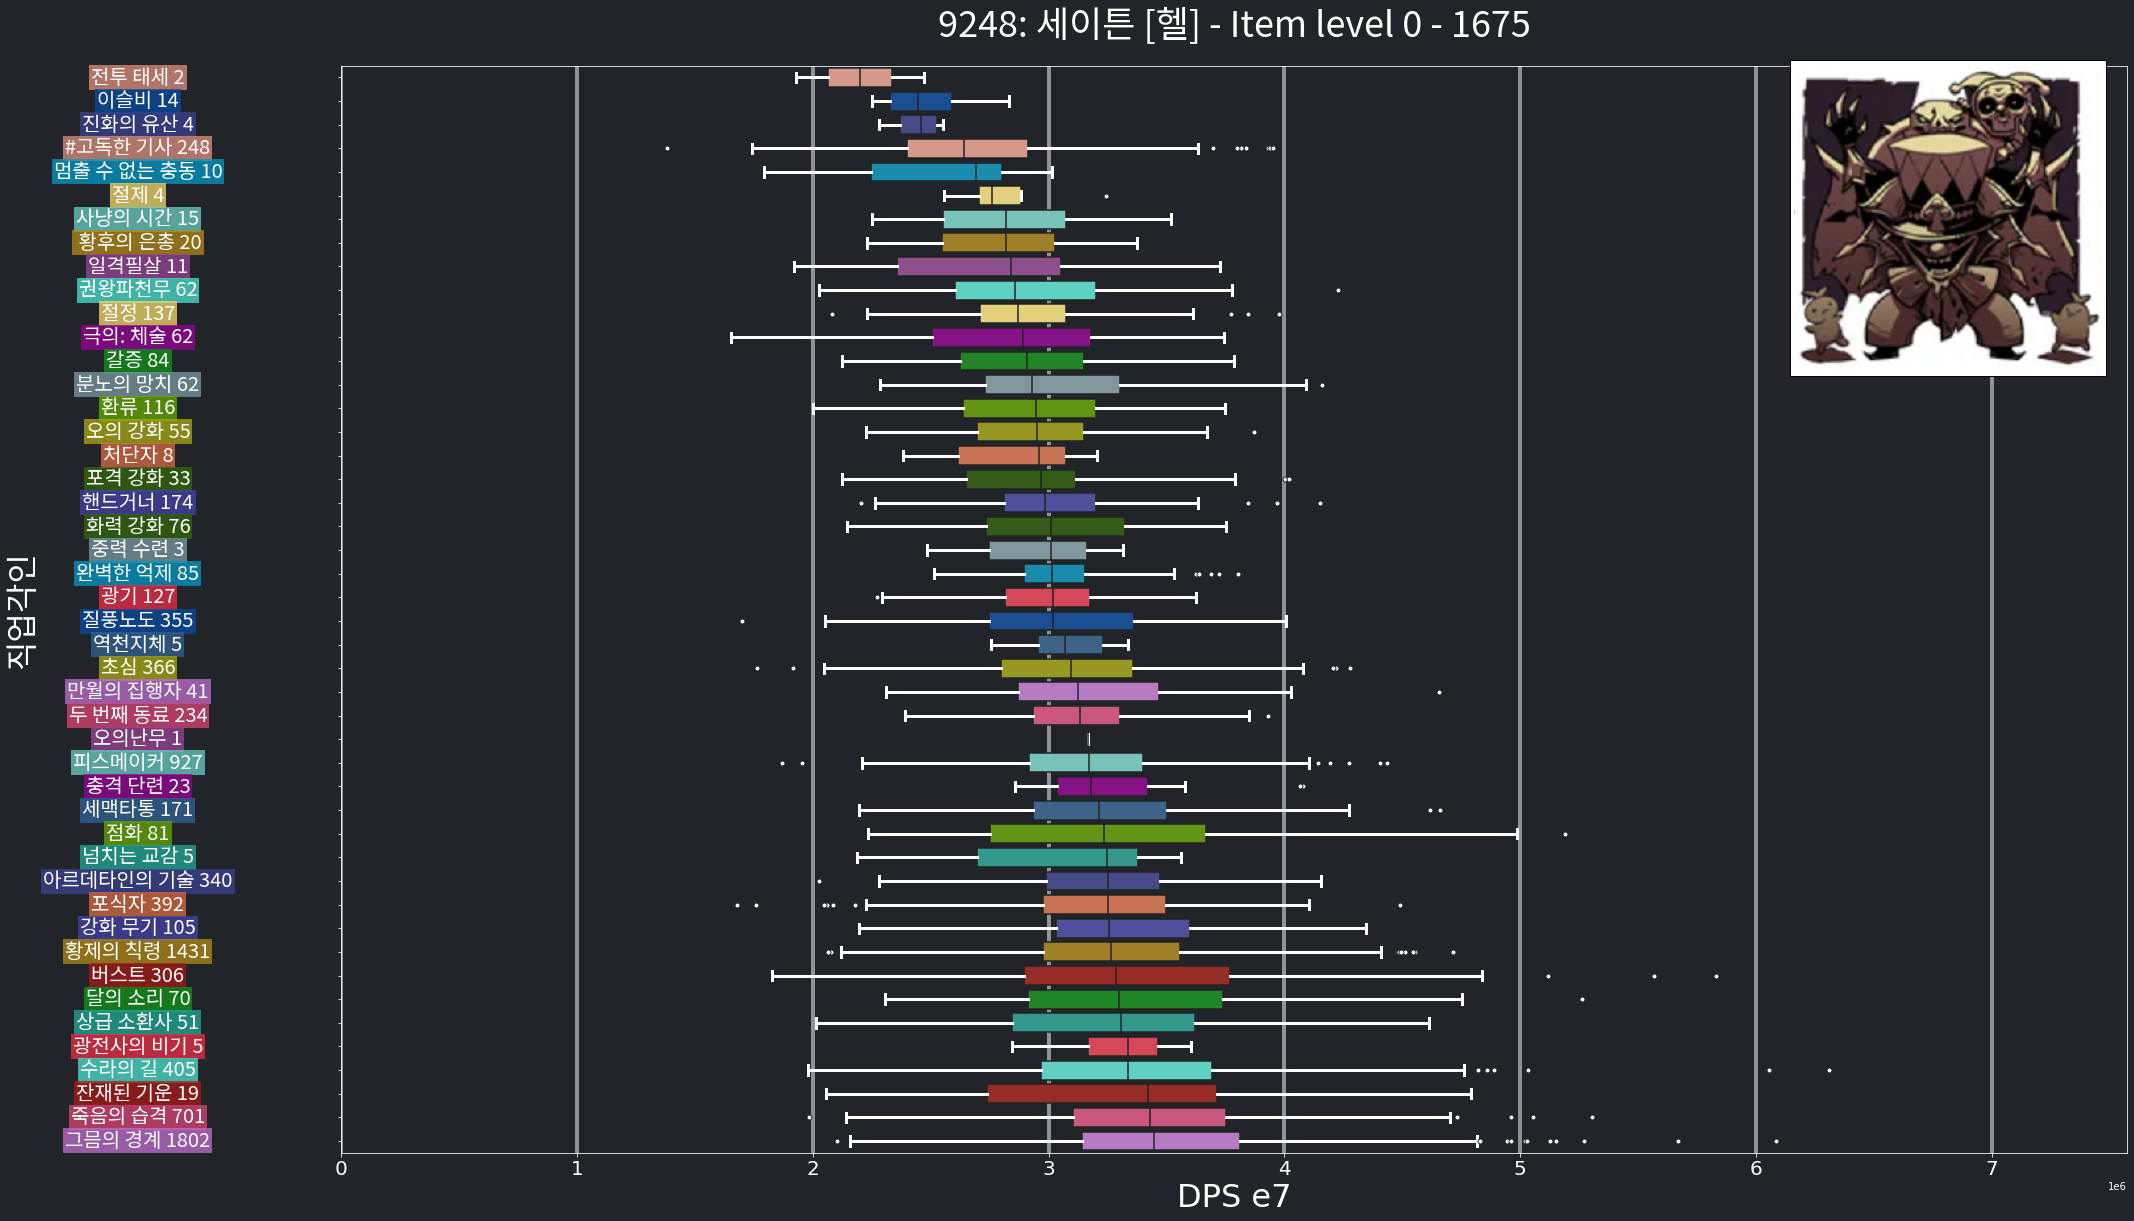 9248: 세이튼 [헬] - Item level 0 - 1675
직업각인
전투 태세 2
이슬비 14
진화의 유산 4
#고독한 기사 248
멈출 수 없는 충동 10
절제 4
사냥의 시간 15
황후의 은총 20
일격필살 11
권왕파천무 62
절정 137
극의: 체술 62
갈증 84
분노의 망치 62
환류 116
오의 강화 55
처단자 8
포격 강화 33
핸드거너 174
화력 강화 76
중력 수련 3
완벽한 억제 85
광기 127
질풍노도 355
역천지체 5
초심 366
만월의 집행자 41
두 번째 동료 234
오의난무 1
피스메이커 927
충격 단련 23
세맥타통 171
점화 81
넘치는 교감 5
아르데타인의 기술 340
포식자 392
강화 무기 105
황제의 칙령 1431
버스트 306
달의 소리 70
상급 소환사 51
광전사의 비기 5
수라의 길 405
잔재된 기운 19
죽음의 습격 701
그믐의 경계 1802
0 1 2 3 4 5 6 7
DPS e7
1e6